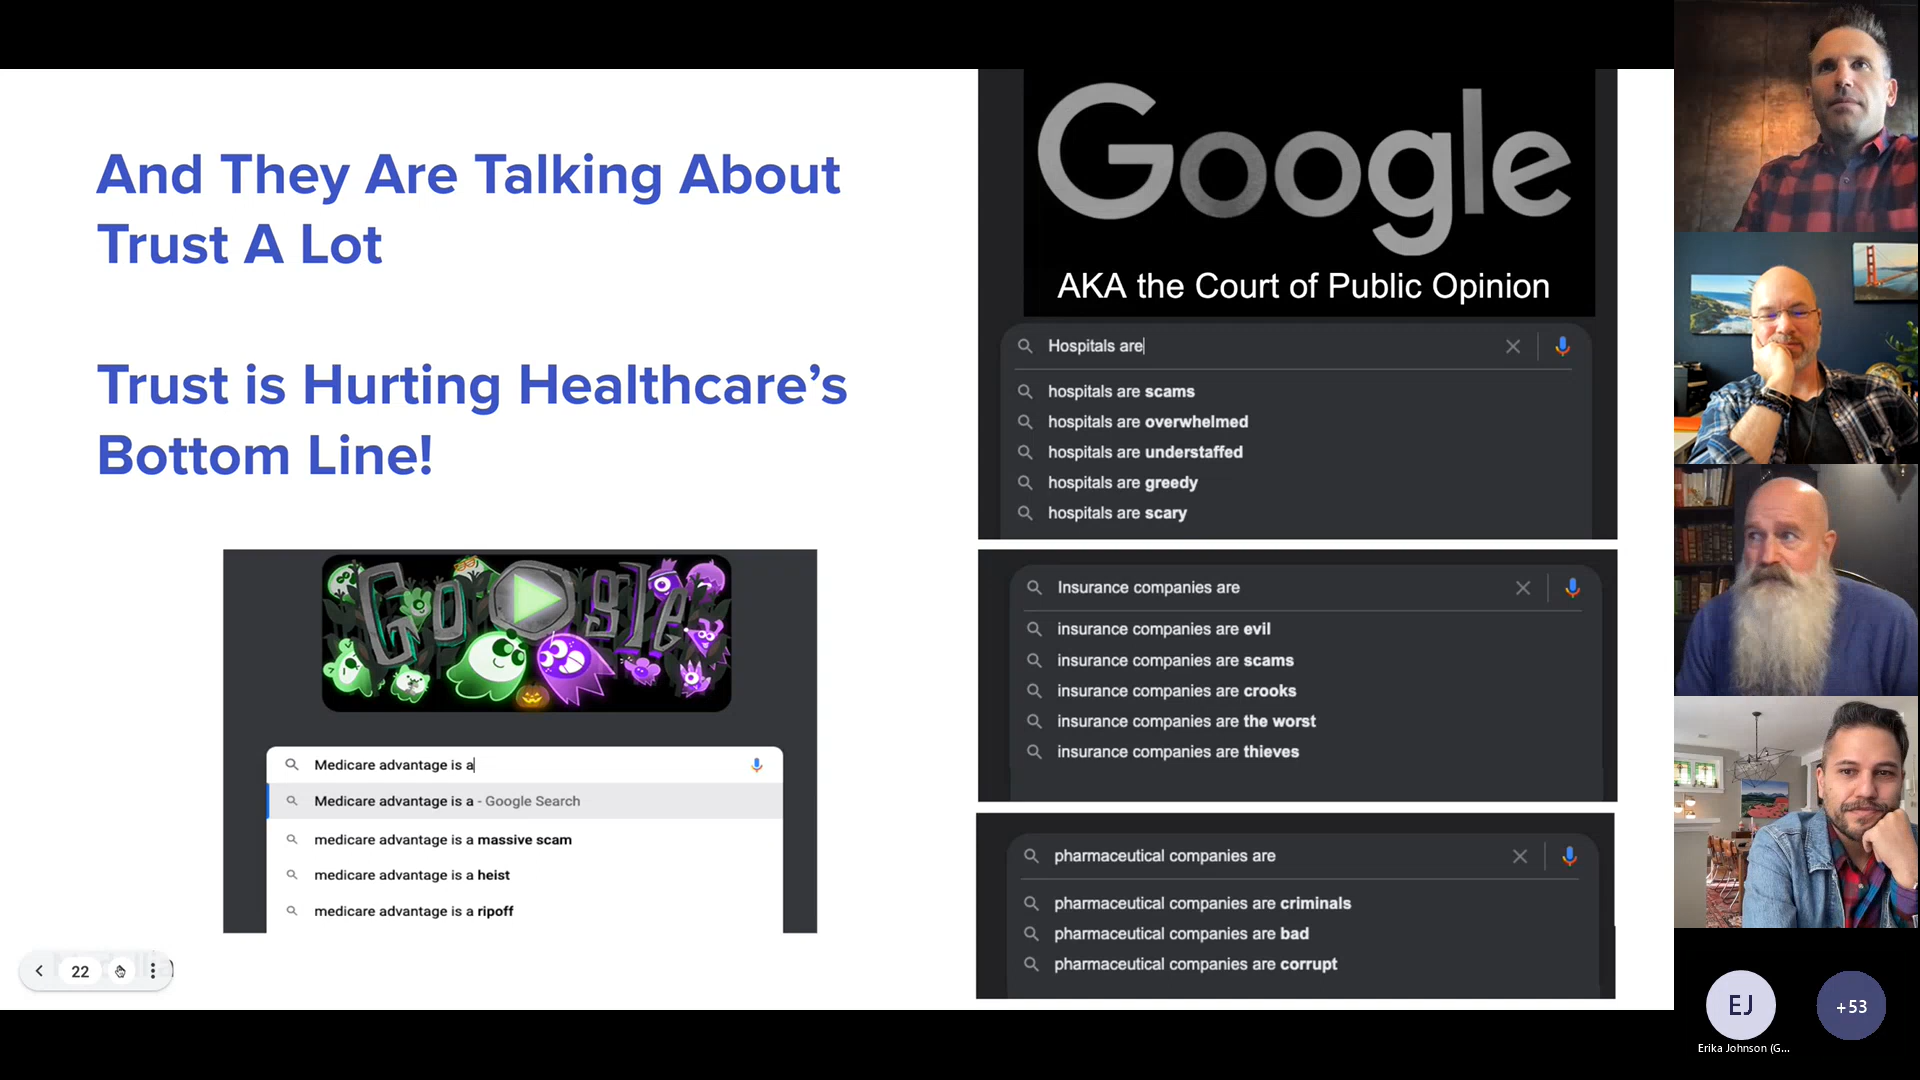 And They Are Talking About
Trust A Lot
Trust is Hurting Healthcare’s
Bottom Line!
Google
Medicare advantage is a
Medicare advantage is a - Google Search
medicare advantage is a massive scam
medicare advantage is a heist
medicare advantage is a ripoff
22
Google
AKA the Court of Public Opinion
Hospitals are
hospitals are scams
hospitals are overwhelmed
hospitals are understaffed
hospitals are greedy
hospitals are scary
Insurance companies are
insurance companies are evil
insurance companies are scams
insurance companies are crooks
insurance companies are the worst
insurance companies are thieves
pharmaceutical companies are
pharmaceutical companies are criminals
pharmaceutical companies are bad
pharmaceutical companies are corrupt
EJ
+53
Erika Johnson (G...